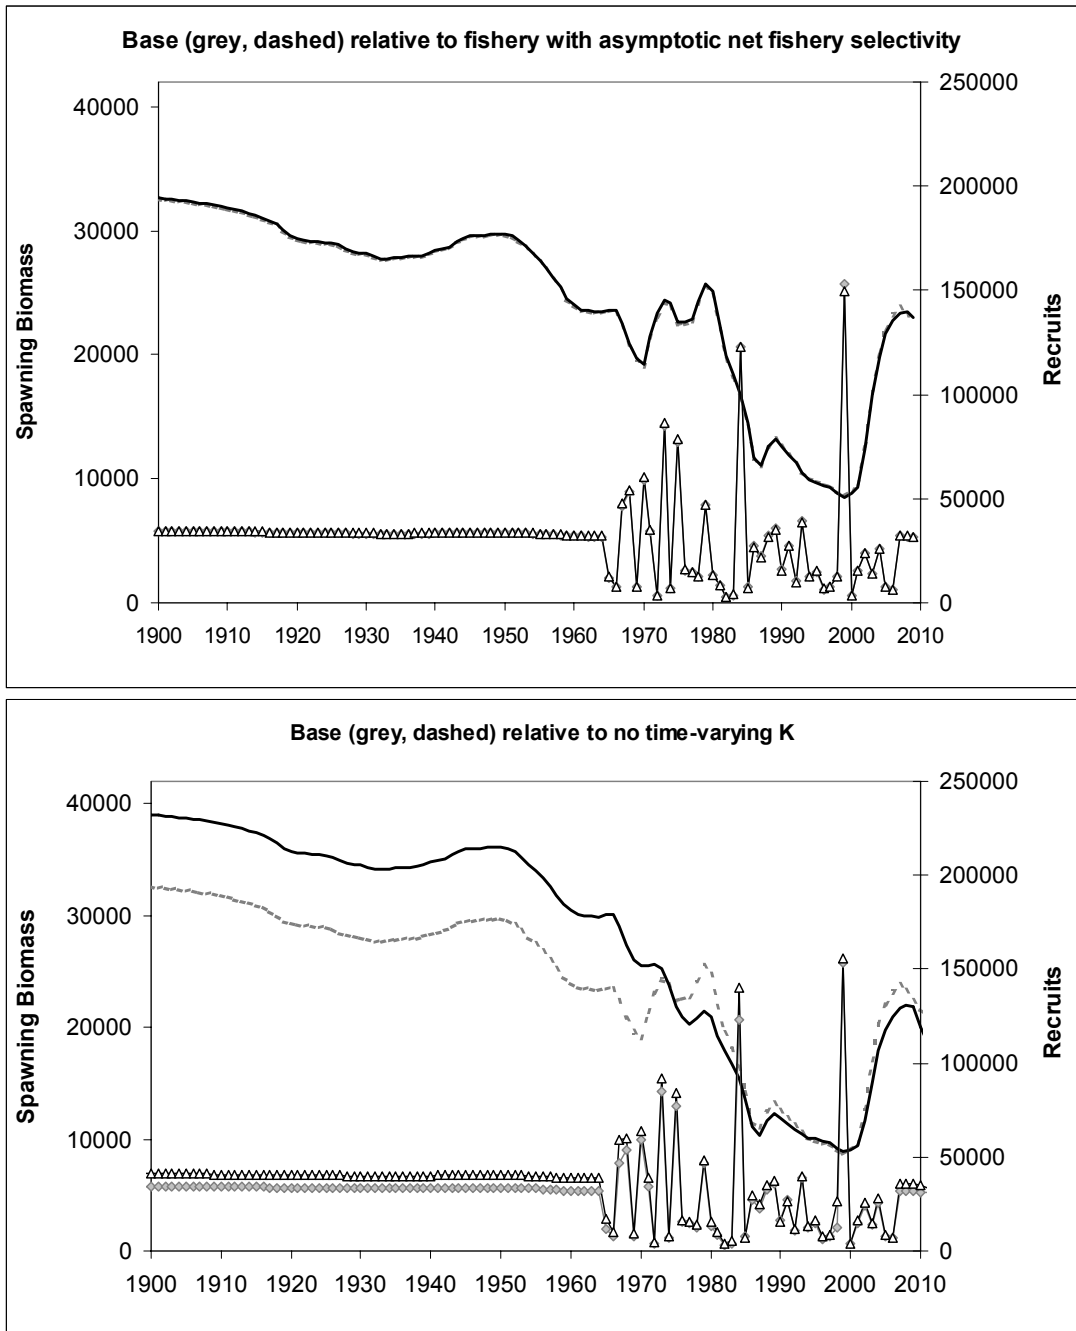 Base (grey, dashed) relative to fishery with asymptotic net fishery selectivity
40000
30000
20000
10000
0
Spawning Biomass
250000
200000
150000
100000
50000
0
Recruits
1900 1910 1920 1930 1940 1950 1960 1970 1980 1990 2000 2010
Base (grey, dashed) relative to no time-varying K
40000
30000
20000
10000
0
Spawning Biomass
250000
200000
150000
100000
50000
0
Recruits
1900 1910 1920 1930 1940 1950 1960 1970 1980 1990 2000 2010